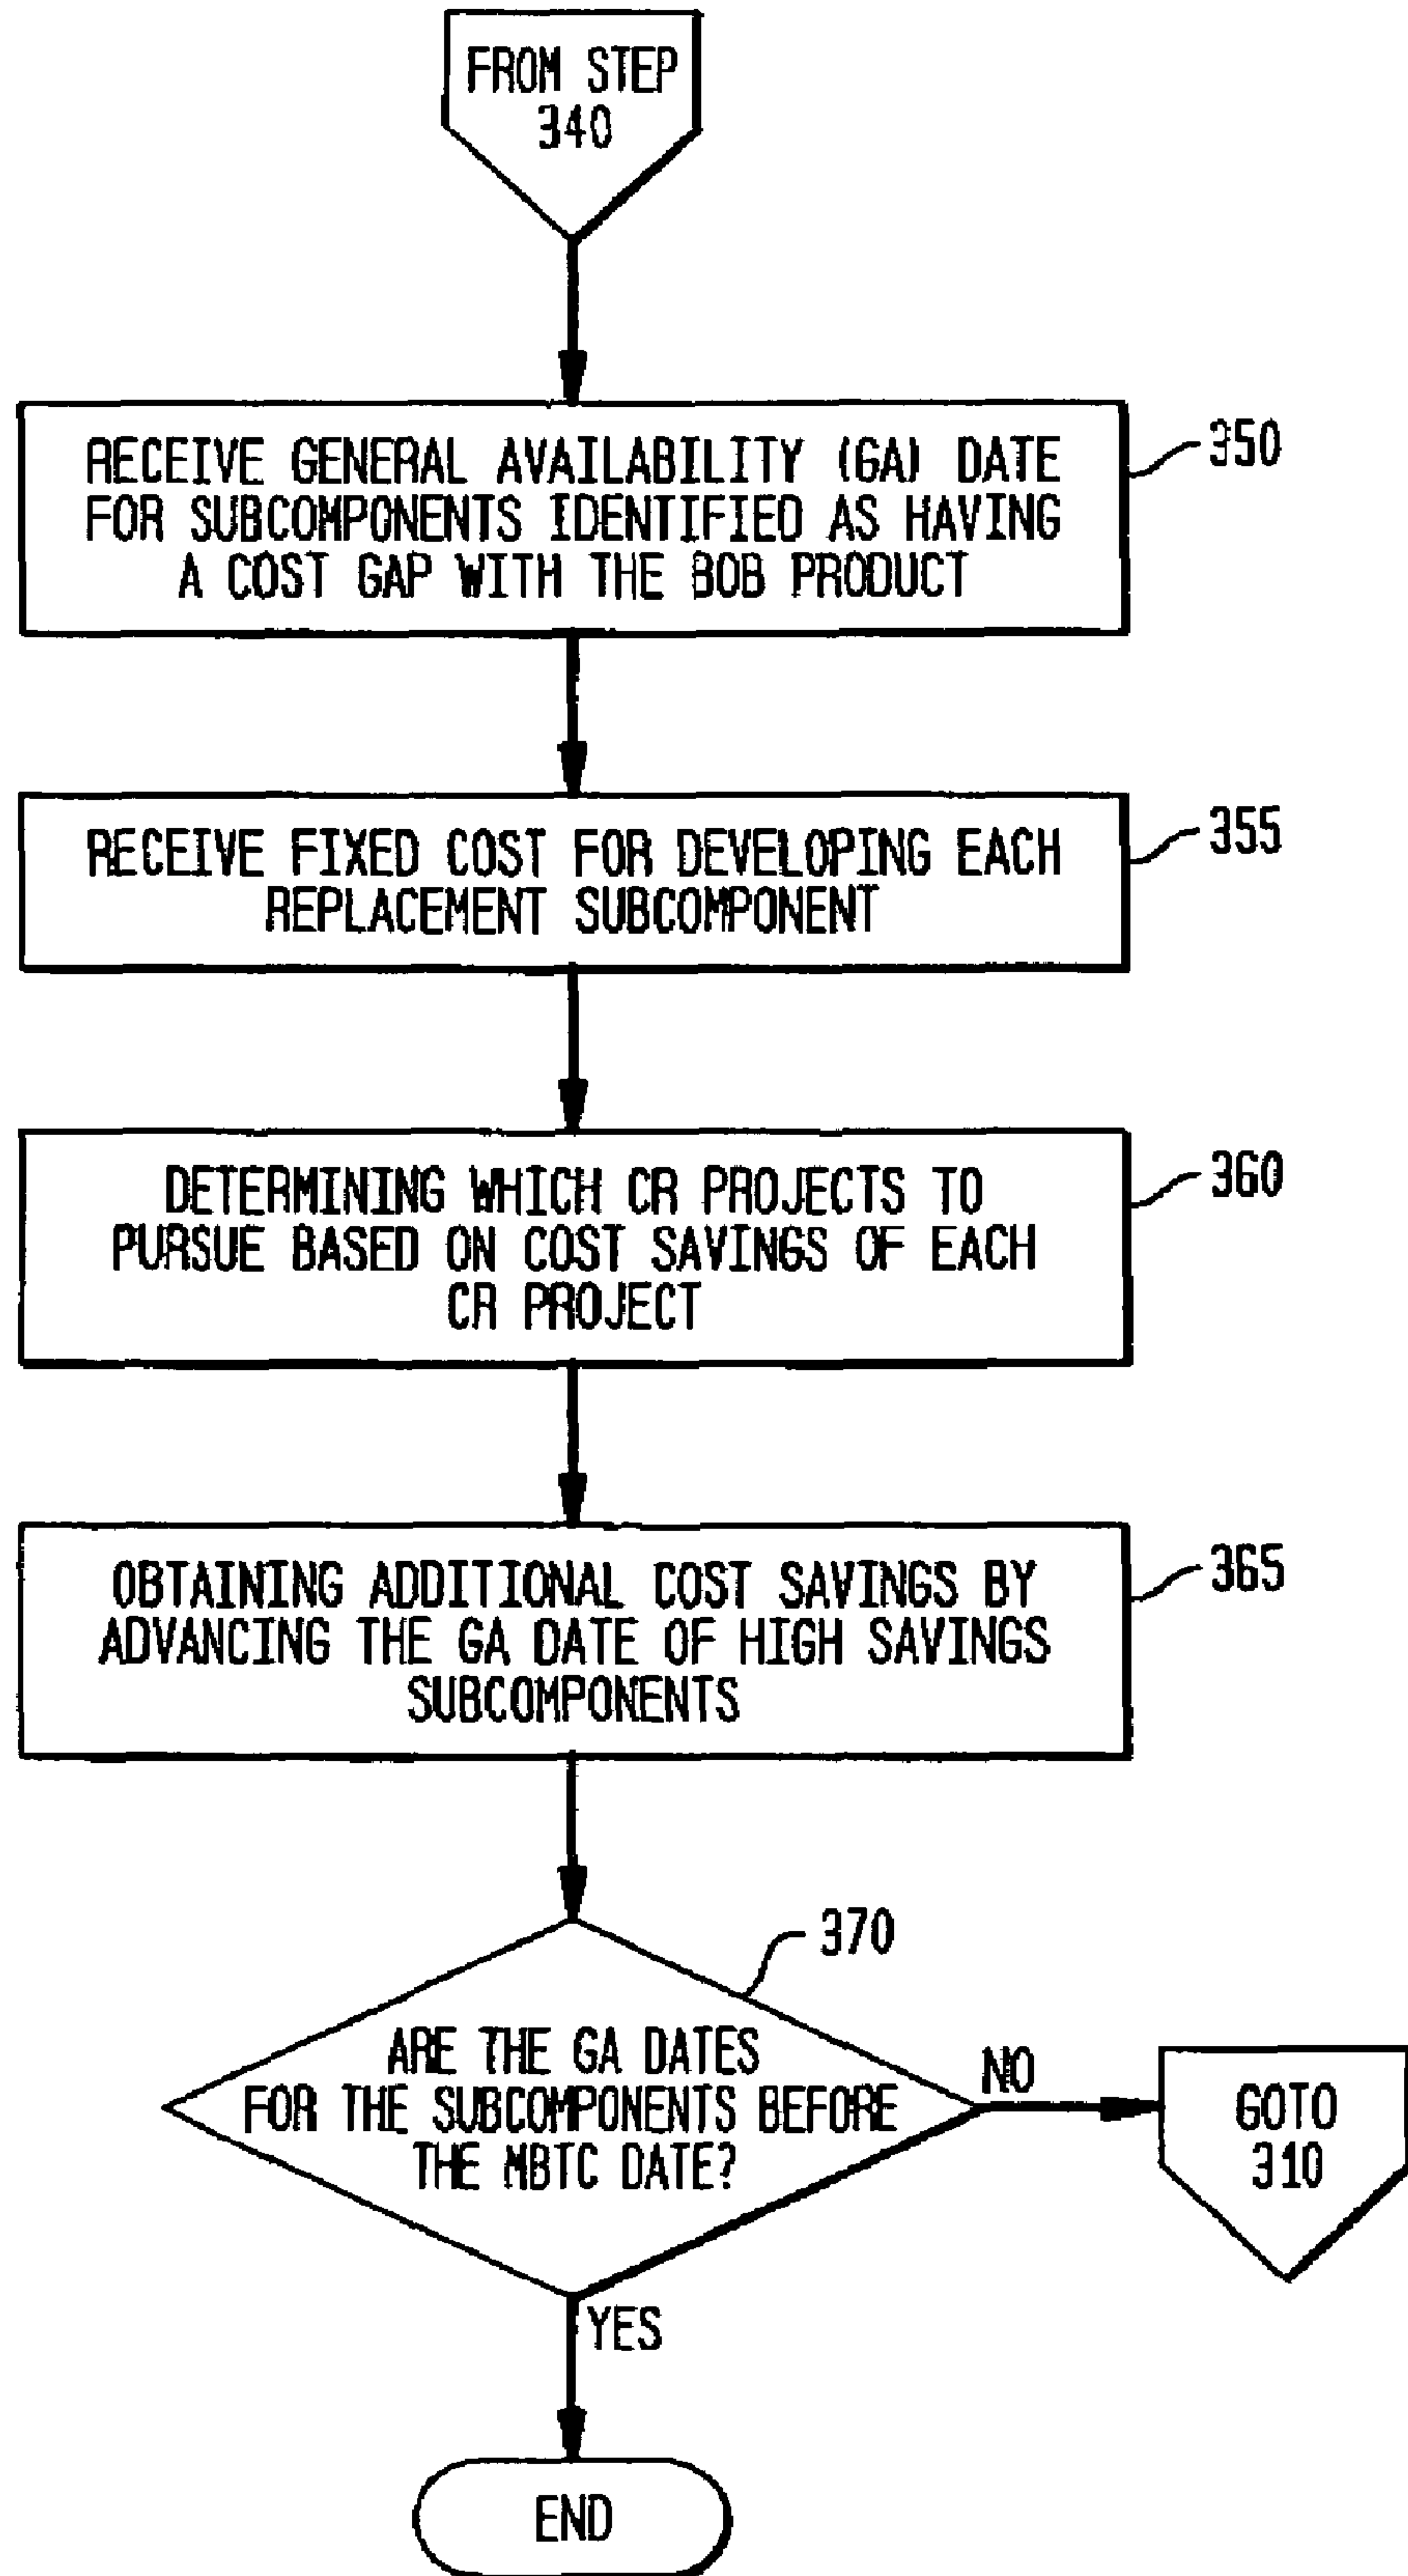 FROM STEP
340
RECEIVE GENERAL AVAILABILITY (GA) DATE
FOR SUBCOMPONENTS IDENTIFIED AS HAVING
A COST GAP WITH THE BOB PRODUCT
350
RECEIVE FIXED COST FOR DEVELOPING EACH
REPLACEMENT SUBCOMPONENT
355
DETERMINING WHICH CR PROJECTS TO
PURSUE BASED ON COST SAVINGS OF EACH
CR PROJECT
360
OBTAINING ADDITIONAL COST SAVINGS BY
ADVANCING THE GA DATE OF HIGH SAVINGS
SUBCOMPONENTS
365
370
ARE THE GA DATES
FOR THE SUBCOMPONENTS BEFORE
THE MBTC DATE?
NO
GOTO
310
YES
END